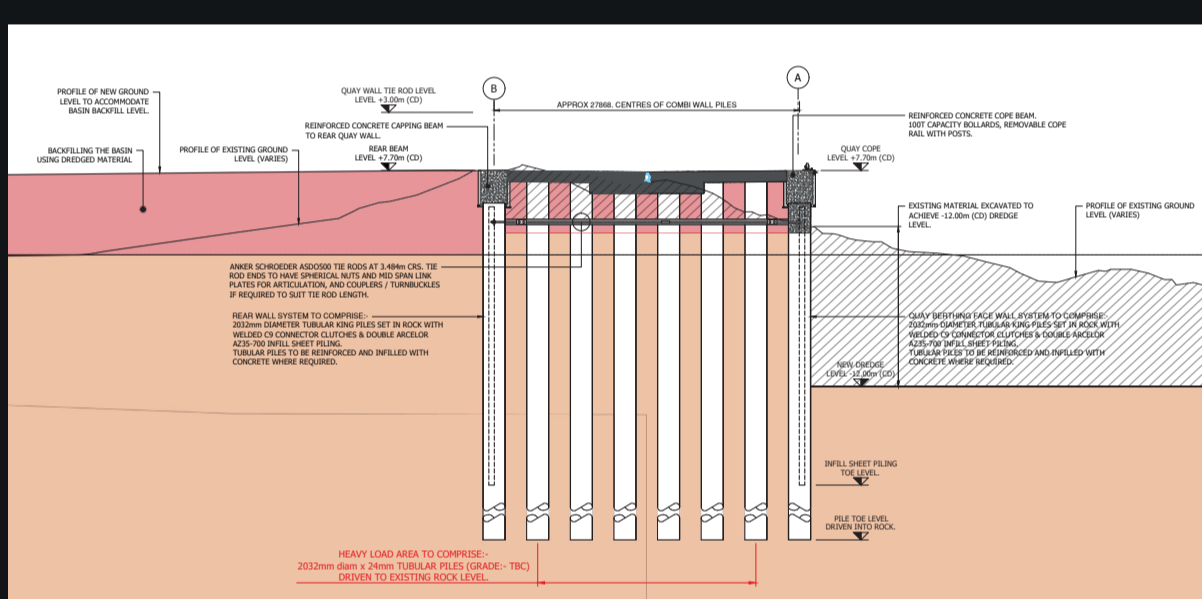 PROFILE OF NEW GROUND
LEVEL TO ACCOMMODATE
BASIN BACKFILL LEVEL.
BACKFILLING THE BASIN
USING DREDGED MATERIAL
PROFILE OF EXISTING GROUND
LEVEL (VARIES)
QUAY WALL TIE ROD LEVEL
LEVEL +3.00m (CD)
REINFORCED CONCRETE CAPPING BEAM
TO REAR QUAY WALL.
REAR BEAM
LEVEL +7.70m (CD)
B
APPROX 27868. CENTRES OF COMBI WALL PILES
A
REINFORCED CONCRETE COPE BEAM.
100T CAPACITY BOLLARDS, REMOVABLE COPE
RAIL WITH POSTS.
QUAY COPE
LEVEL +7.70m (CD)
EXISTING MATERIAL EXCAVATED TO
ACHIEVE -12.00m (CD) DREDGE
LEVEL.
PROFILE OF EXISTING GROUND
LEVEL (VARIES)
ANKER SCHROEDER ASDO500 TIE RODS AT 3.484m CRS. TIE
ROD ENDS TO HAVE SPHERICAL NUTS AND MID SPAN LINK
PLATES FOR ARTICULATION, AND COUPLERS / TURNBUCKLES
IF REQUIRED TO SUIT TIE ROD LENGTH.
REAR WALL SYSTEM TO COMPRISE:-
2032mm DIAMETER TUBULAR KING PILES SET IN ROCK WITH
WELDED C9 CONNECTOR CLUTCHES & DOUBLE ARCELOR
AZ35-700 INFILL SHEET PILING.
TUBULAR PILES TO BE REINFORCED AND INFILLED WITH
CONCRETE WHERE REQUIRED.
QUAY BERTHING FACE WALL SYSTEM TO COMPRISE:-
2032mm DIAMETER TUBULAR KING PILES SET IN ROCK WITH
WELDED C9 CONNECTOR CLUTCHES & DOUBLE ARCELOR
AZ35-700 INFILL SHEET PILING.
TUBULAR PILES TO BE REINFORCED AND INFILLED WITH
CONCRETE WHERE REQUIRED.
NEW DREDGE
LEVEL -12.00m (CD)
INFILL SHEET PILING
TOE LEVEL.
PILE TOE LEVEL
DRIVEN INTO ROCK.
HEAVY LOAD AREA TO COMPRISE:-
2032mm diam x 24mm TUBULAR PILES (GRADE:- TBC)
DRIVEN TO EXISTING ROCK LEVEL.